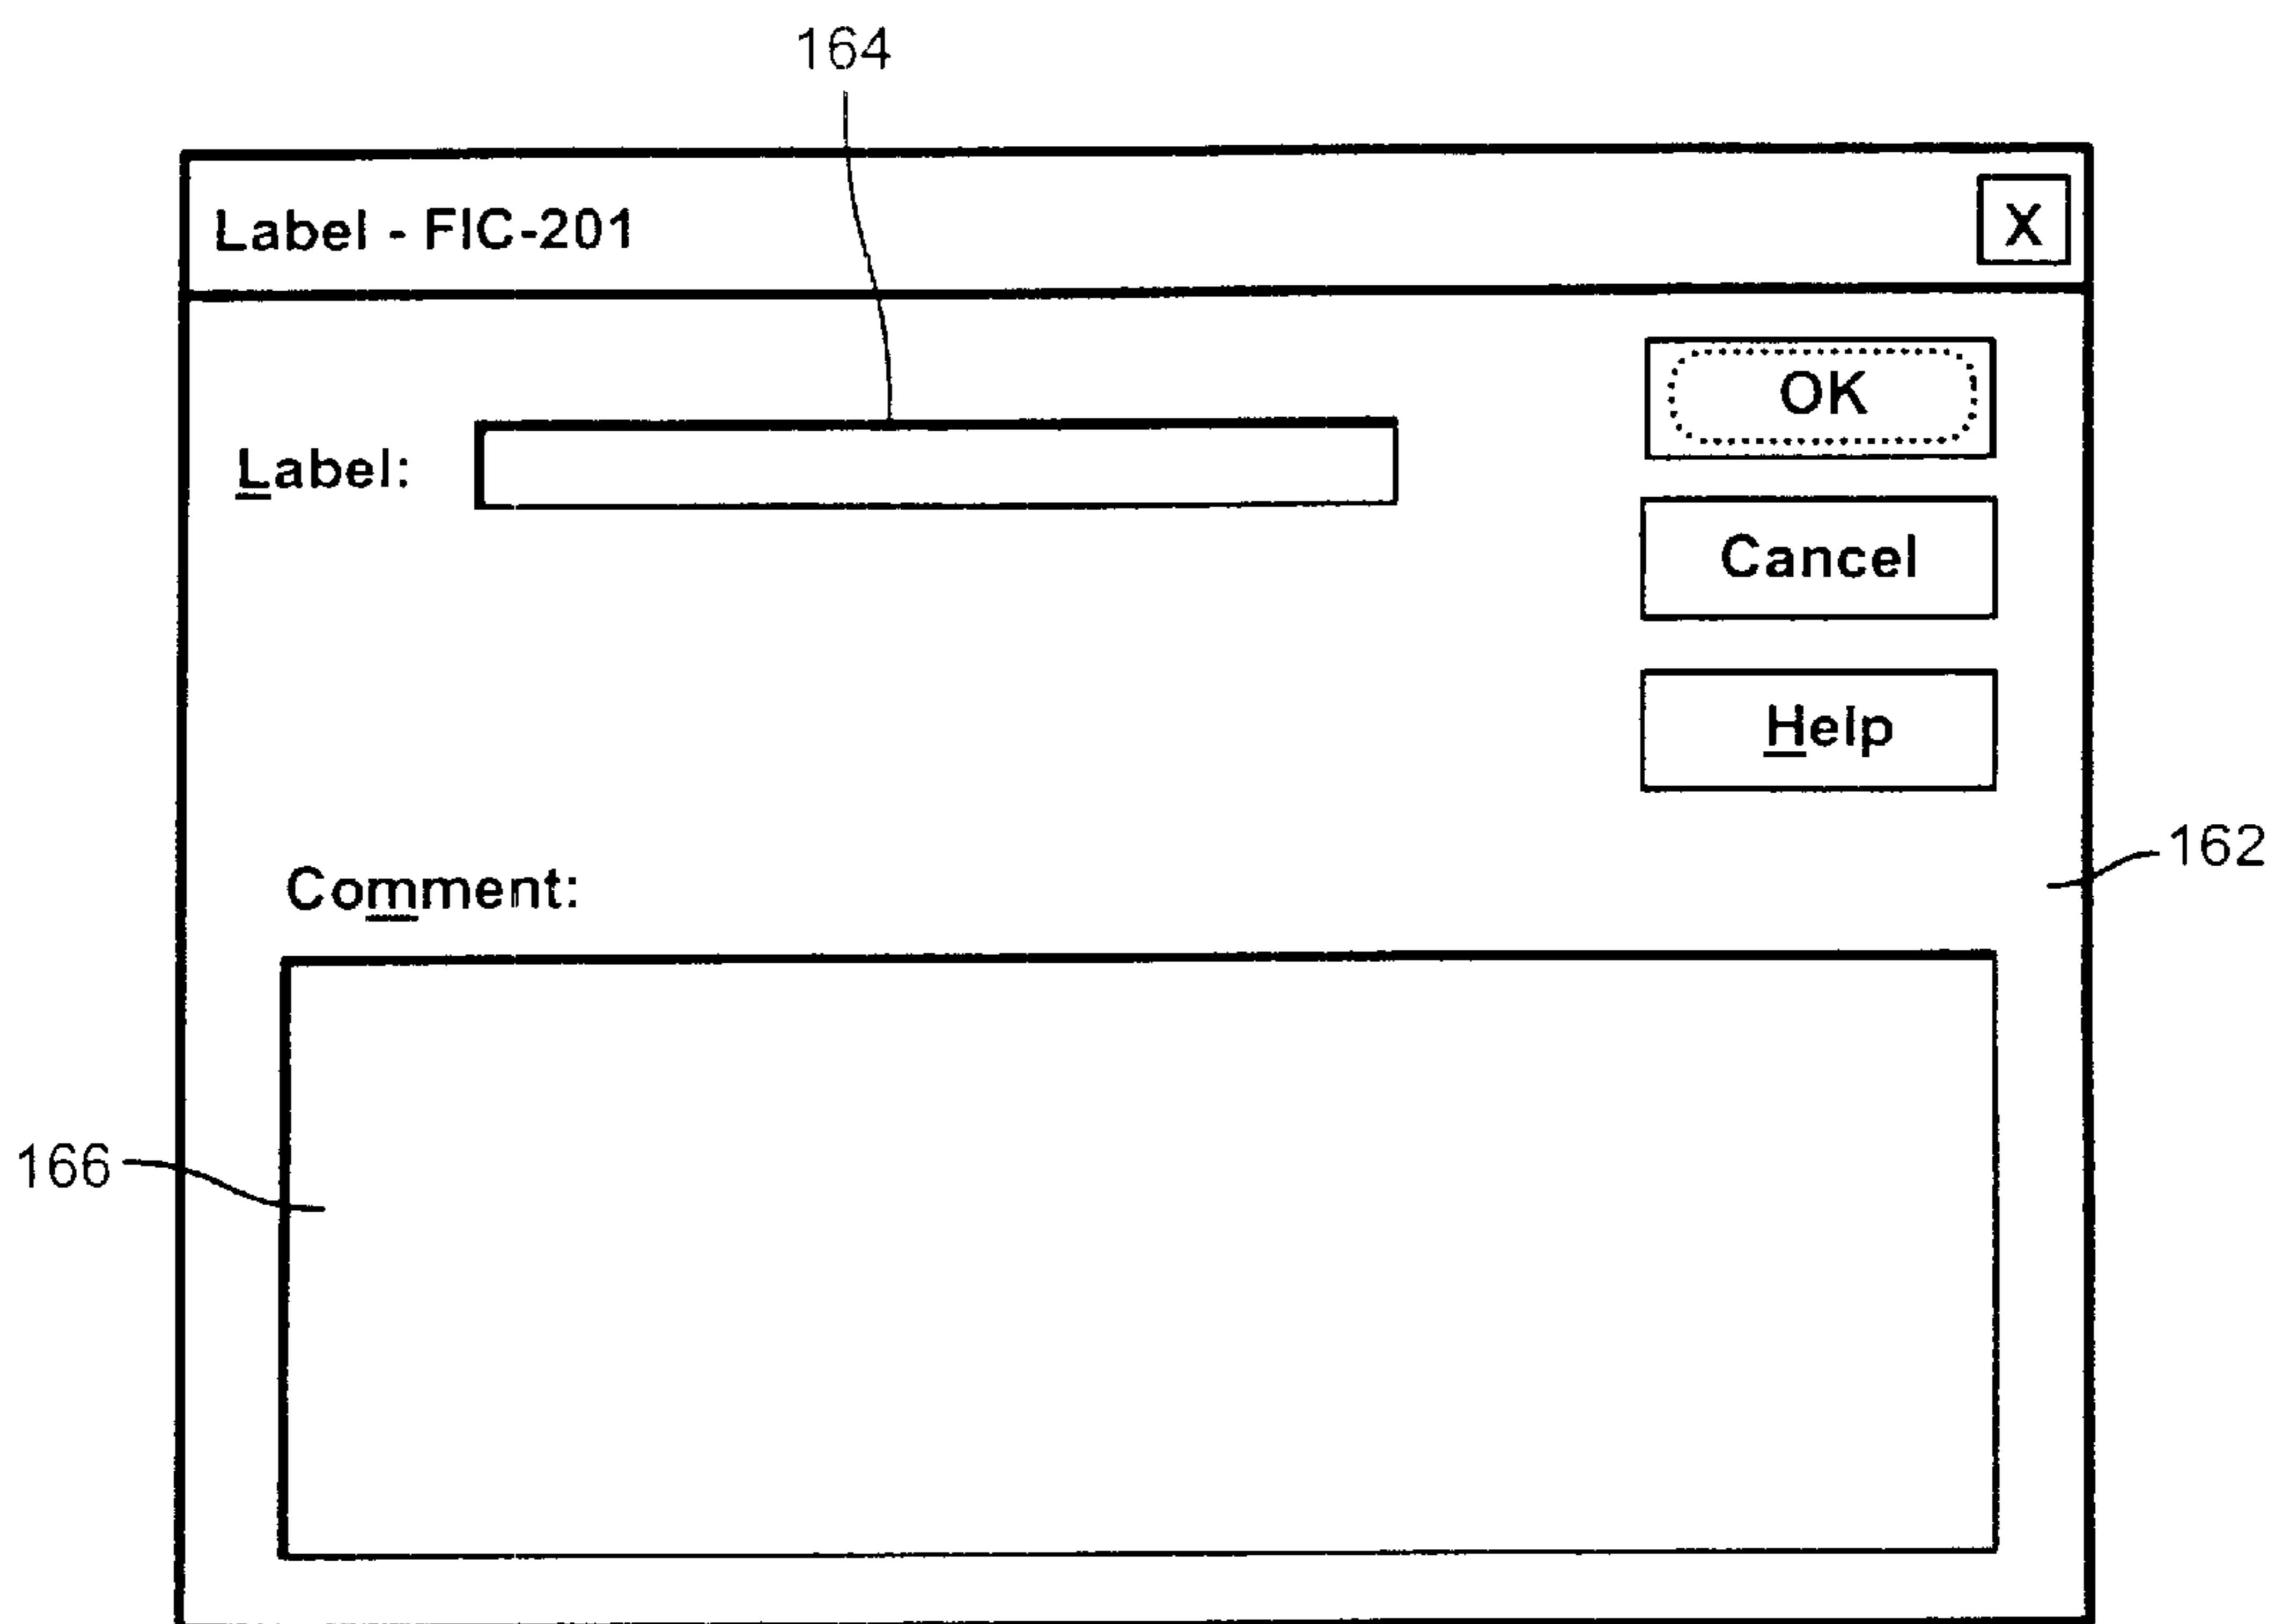 164
Label - FIC-201 X
OK
Label:
Cancel
Help
162
Comment:
166